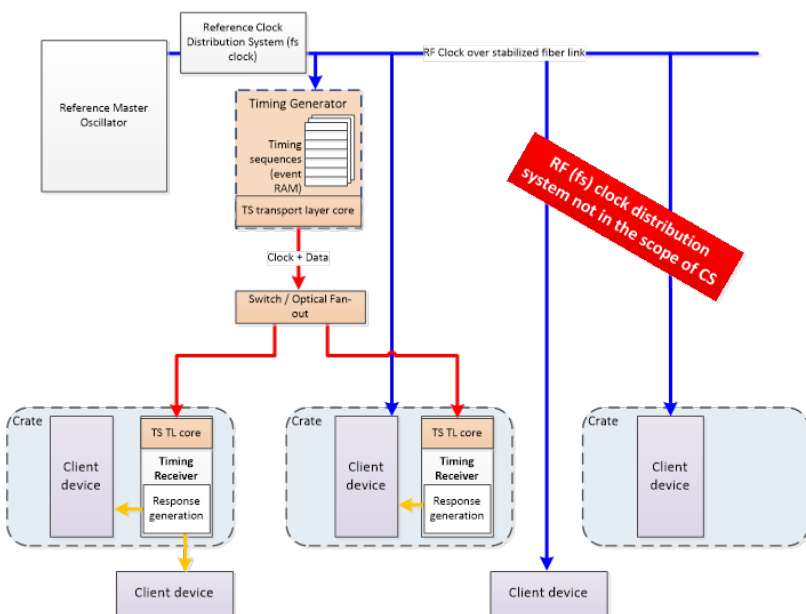 Reference Clock
Distribution System (fs
clock)
RF Clock over stabilized fiber link
Reference Master
Oscillator
Timing Generator
Timing
sequences
(event
RAM)
TS transport layer core
RF (fs) clock distribution
system not in the scope of CS
Clock + Data
Switch / Optical Fan-
out
Crate
Client
device
TS TL core
Timing
Receiver
Response
generation
Crate
Client
device
TS TL core
Timing
Receiver
Response
generation
Crate
Client
device
Client device
Client device